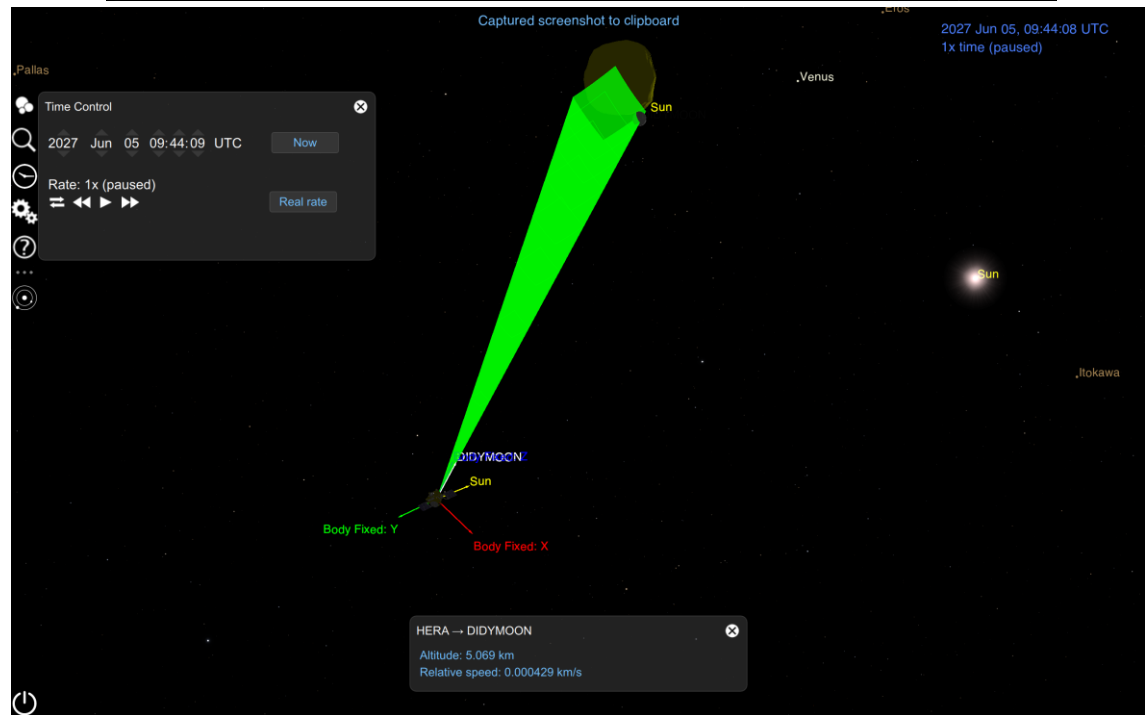 Captured screenshot to clipboard
Eros
2027 Jun 05, 09:44:08 UTC
1x time (paused)
Pallas
Venus
Time Control
Sun
2027 Jun 05 09:44:09 UTC
Now
Rate: 1x (paused)
Real rate
Sun
Itokawa
DIDYMOON
Sun
Body Fixed: Y
Body Fixed: X
HERA → DIDYMOON
Altitude: 5.069 km
Relative speed: 0.000429 km/s